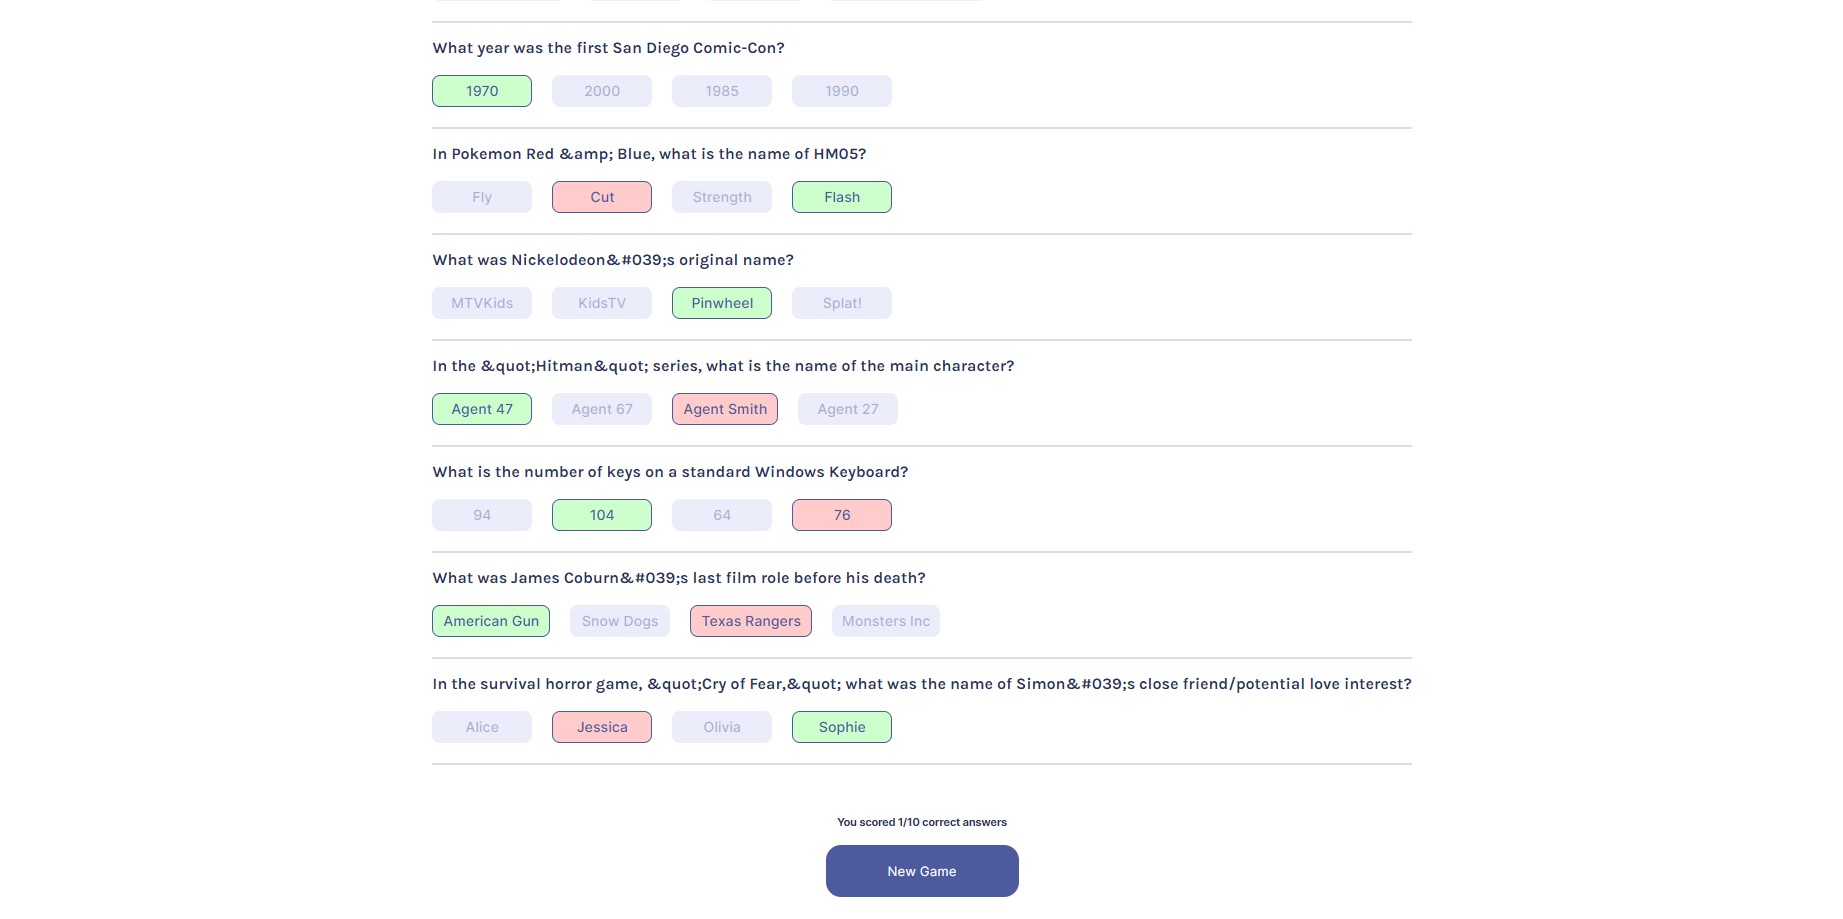 What year was the first San Diego Comic-Con?
1970 2000 1985 1990
In Pokemon Red &amp; Blue, what is the name of HM05?
Fly Cut Strength Flash
What was Nickelodeon&#039;s original name?
MTVKids KidsTV Pinwheel Splat!
In the &quot;Hitman&quot; series, what is the name of the main character?
Agent 47 Agent 67 Agent Smith Agent 27
What is the number of keys on a standard Windows Keyboard?
94 104 64 76
What was James Coburn&#039;s last film role before his death?
American Gun Snow Dogs Texas Rangers Monsters Inc
In the survival horror game, &quot;Cry of Fear,&quot; what was the name of Simon&#039;s close friend/potential love interest?
Alice Jessica Olivia Sophie
You scored 1/10 correct answers
New Game